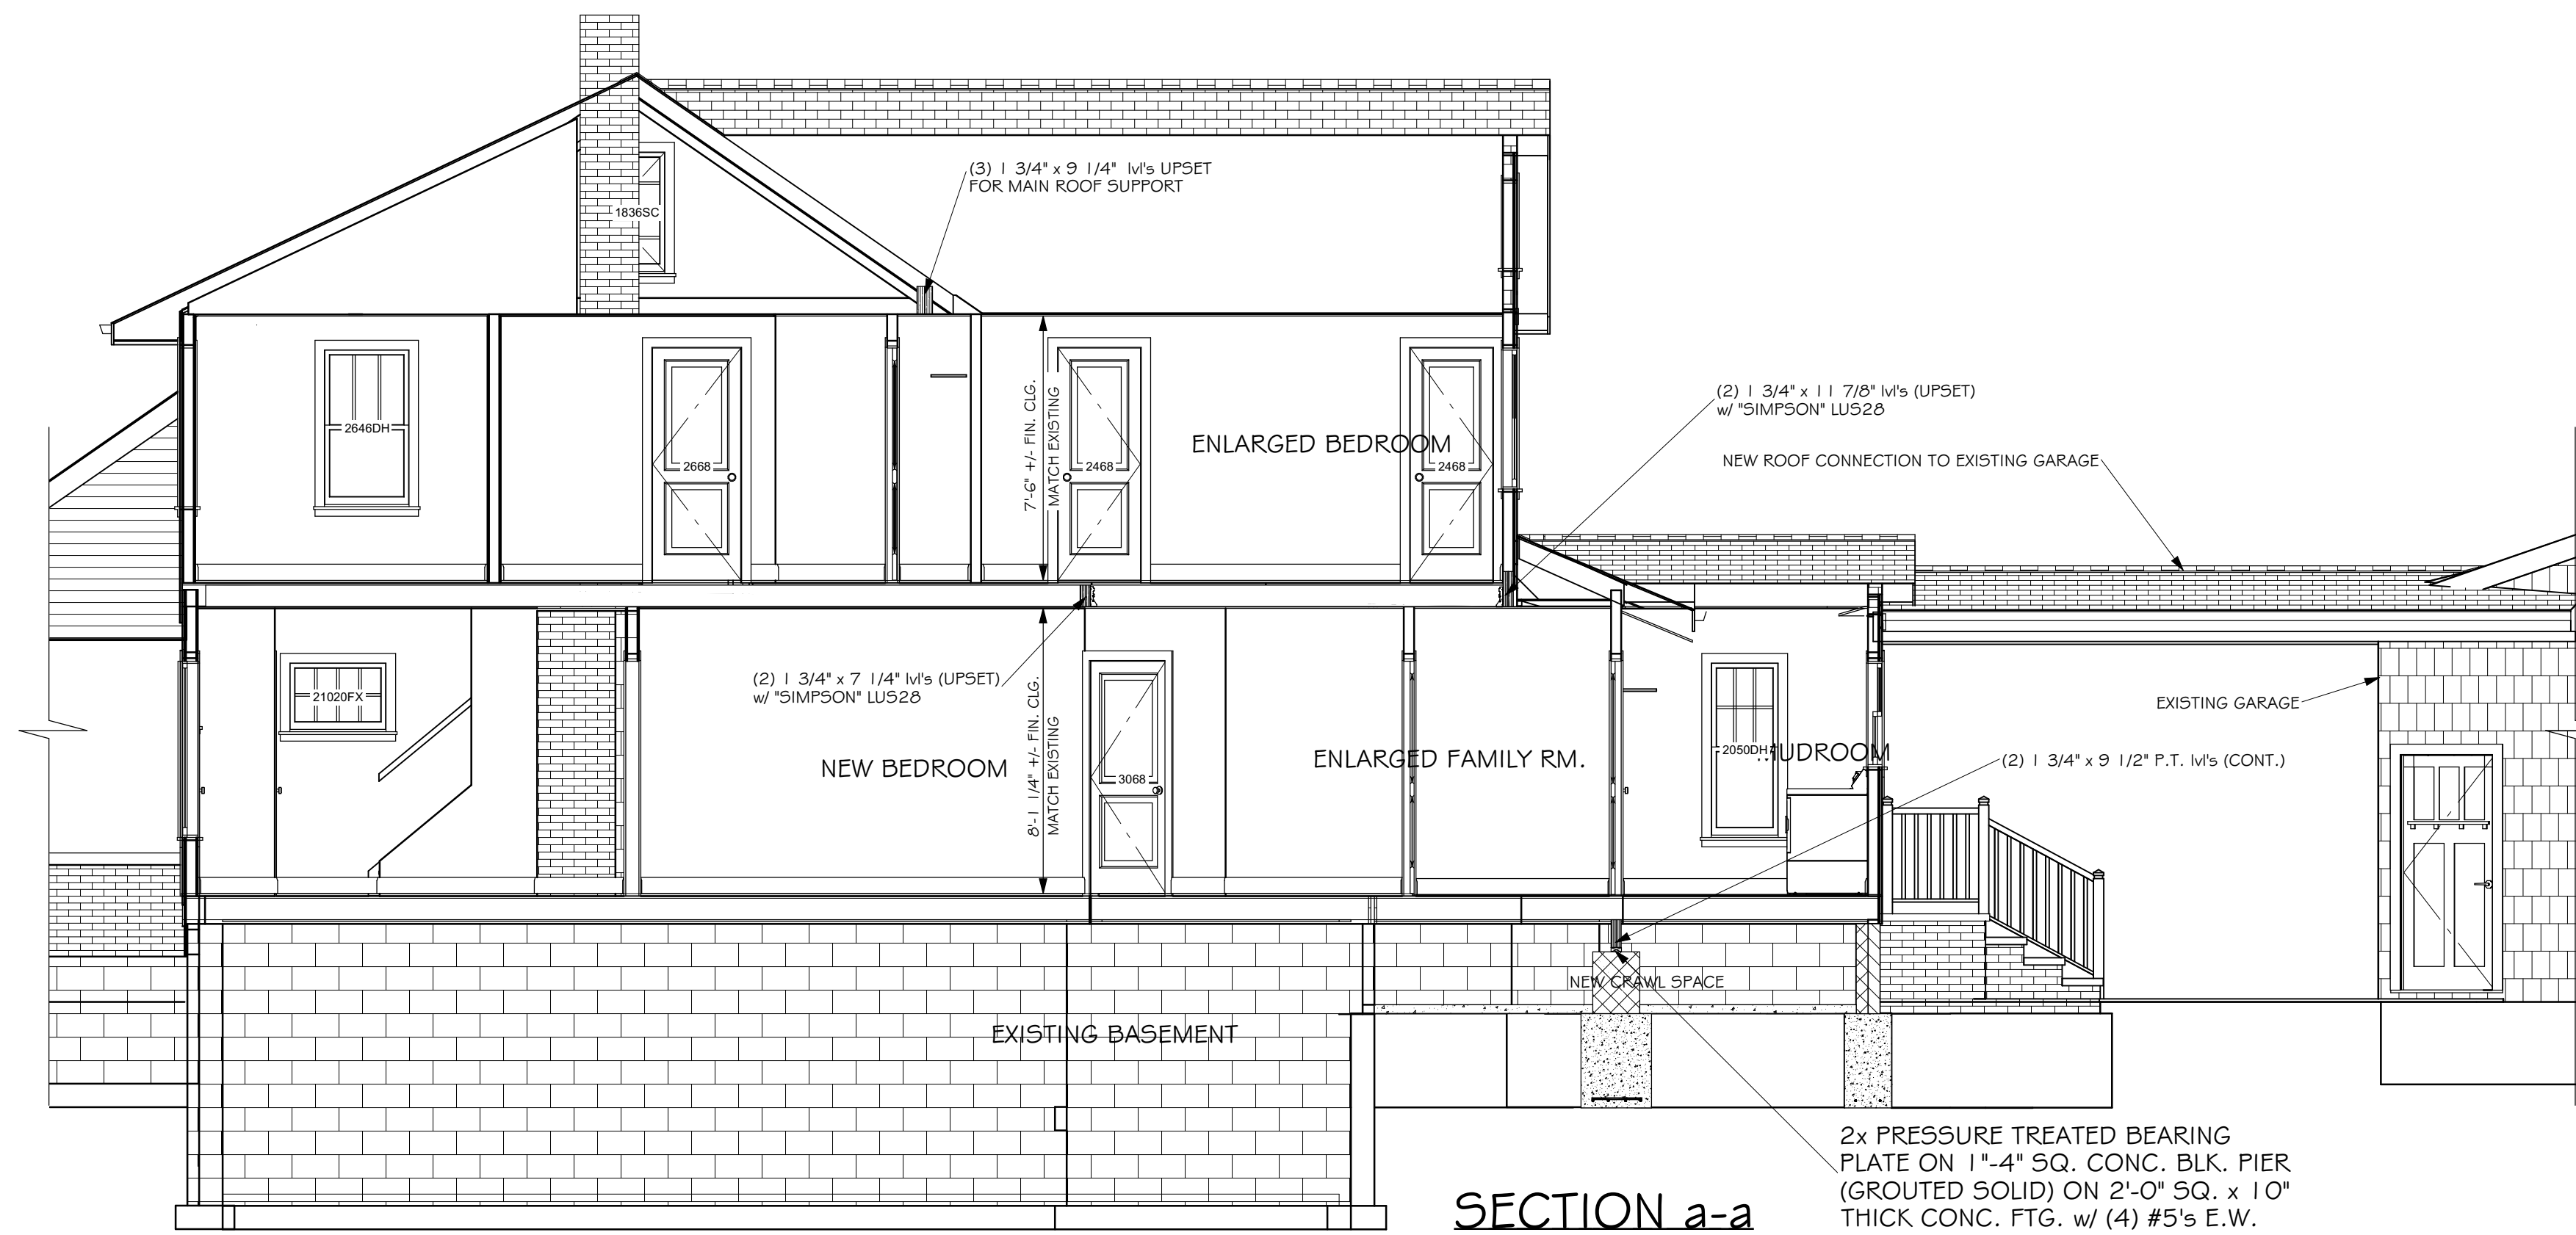 (3) 1 3/4" x 9 1/4" lvl's UPSET
FOR MAIN ROOF SUPPORT
1836SC
(2) 1 3/4" x 11 7/8" lvl's (UPSET)
w/ "SIMPSON" LUS28
NEW ROOF CONNECTION TO EXISTING GARAGE
2646DH
2668
7'-6" +/- FIN. CLG.
MATCH EXISTING
2468
ENLARGED BEDROOM
2468
21020FX
(2) 1 3/4" x 7 1/4" lvl's (UPSET)
w/ "SIMPSON" LUS28
8'-1 1/4" +/- FIN. CLG.
MATCH EXISTING
NEW BEDROOM
3068
ENLARGED FAMILY RM.
2050DH
EXISTING GARAGE
(2) 1 3/4" x 9 1/2" P.T. lvl's (CONT.)
NEW CRAWL SPACE
EXISTING BASEMENT
2x PRESSURE TREATED BEARING
PLATE ON 1"-4" SQ. CONC. BLK. PIER
(GROUTED SOLID) ON 2'-0" SQ. x 10"
THICK CONC. FTG. w/ (4) #5's E.W.
SECTION a-a